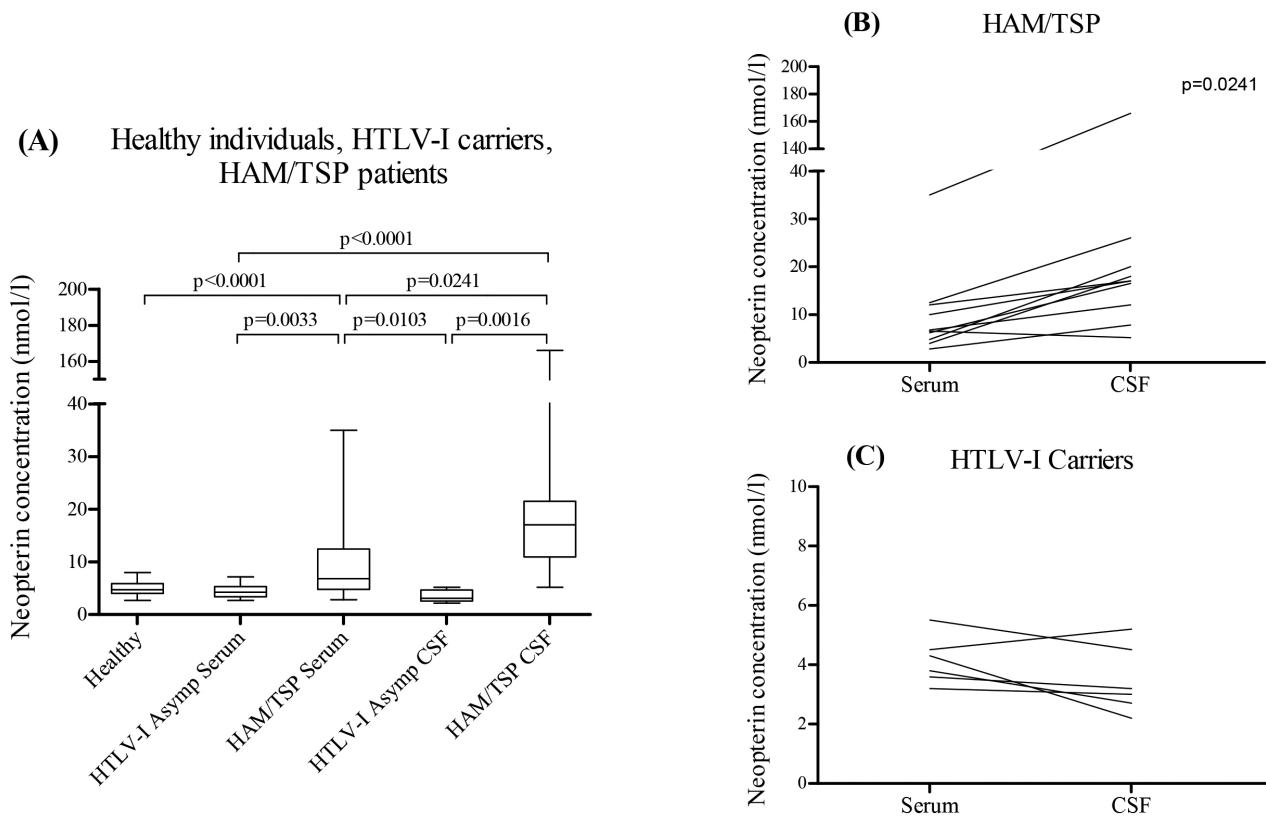 (A) Healthy individuals, HTLV-I carriers,
HAM/TSP patients
p<0.0001
p<0.0001 p=0.0241
p=0.0033 p=0.0103 p=0.0016
Neopterin concentration (nmol/l)
200
180
160
40
30
20
10
0
Healthy
HTLV-I Asymp Serum
HAM/TSP Serum
HTLV-I Asymp CSF
HAM/TSP CSF
(B) HAM/TSP
p=0.0241
Neopterin concentration (nmol/l)
200
180
160
140
40
30
20
10
0
Serum CSF
(C) HTLV-I Carriers
Neopterin concentration (nmol/l)
10
8
6
4
2
0
Serum CSF